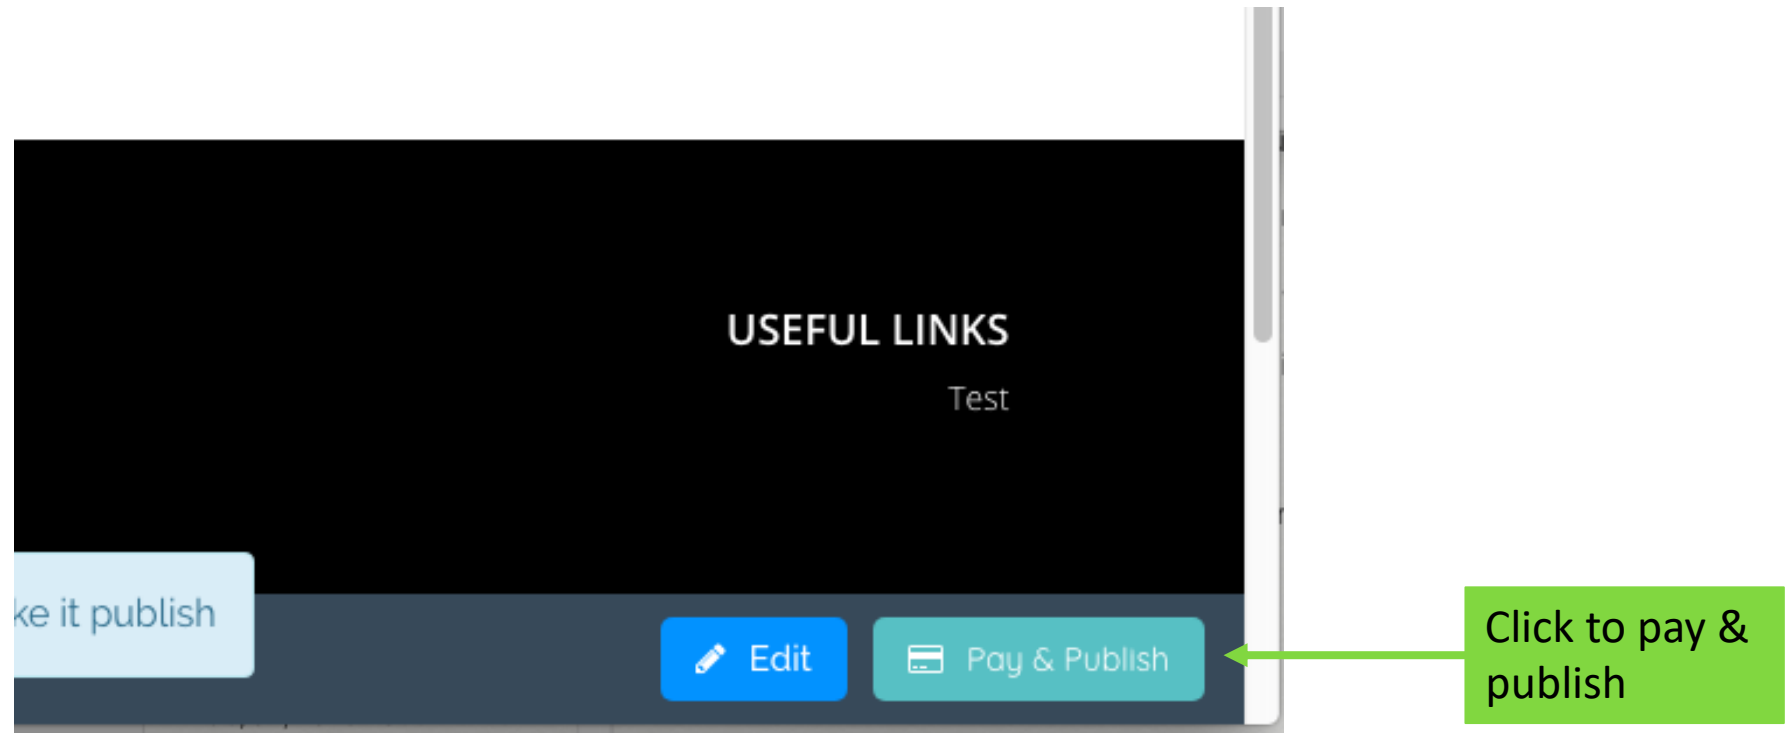 USEFUL LINKS
Test
ke it publish
Edit
Pay & Publish
Click to pay &
publish